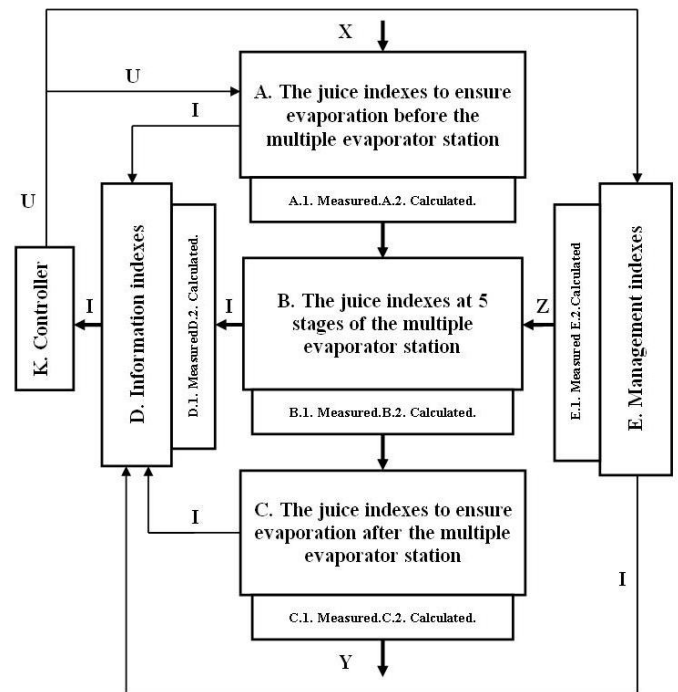 X
U
A. The juice indexes to ensure
evaporation before the
multiple evaporator station
I
A.1. Measured.A.2. Calculated.
U
K. Controller
I
D. Information indexes
D.1. MeasuredD.2. Calculated.
I
B. The juice indexes at 5
stages of the multiple
evaporator station
B.1. Measured.B.2. Calculated.
Z
E.1. Measured E.2.Calculated
E. Management indexes
C. The juice indexes to ensure
evaporation after the multiple
evaporator station
I
C.1. Measured.C.2. Calculated.
I
Y